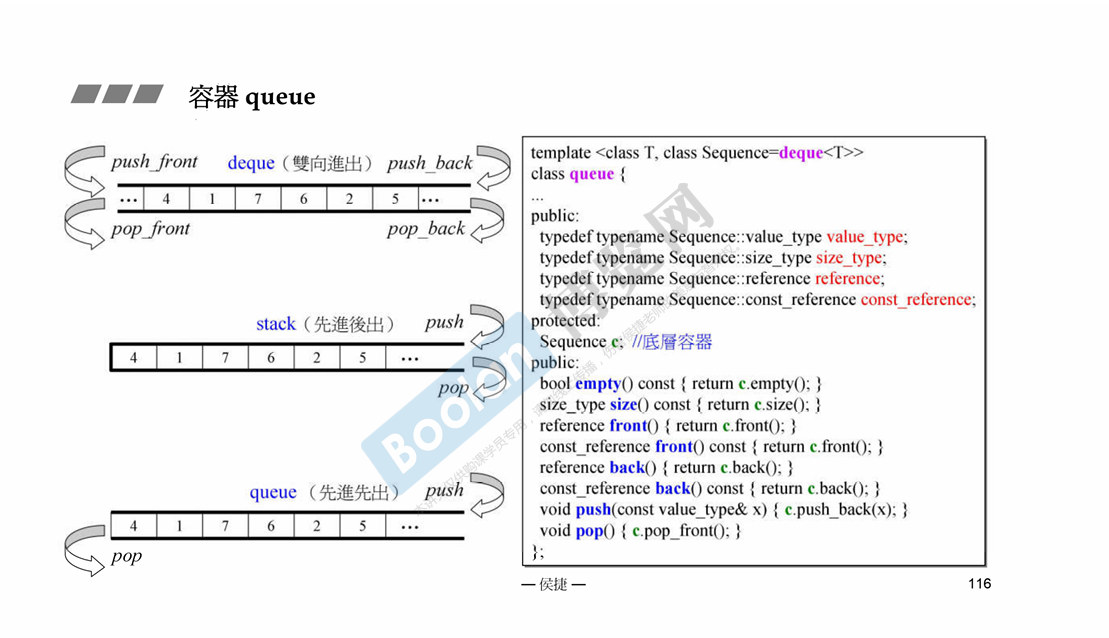 容器 queue
push_front deque（雙向進出） push_back
… 4 1 7 6 2 5 …
pop_front pop_back
stack（先進後出） push
4 1 7 6 2 5 …
pop
queue （先進先出） push
4 1 7 6 2 5 …
pop
template <class T, class Sequence=deque<T>>
class queue {
...
public:
typedef typename Sequence::value_type value_type;
typedef typename Sequence::size_type size_type;
typedef typename Sequence::reference reference;
typedef typename Sequence::const_reference const_reference;
protected:
Sequence c; //底層容器
public:
bool empty() const { return c.empty(); }
size_type size() const { return c.size(); }
reference front() { return c.front(); }
const_reference front() const { return c.front(); }
reference back() { return c.back(); }
const_reference back() const { return c.back(); }
void push(const value_type& x) { c.push_back(x); }
void pop() { c.pop_front(); }
};
— 侯捷 —
116
Boolan
博览网